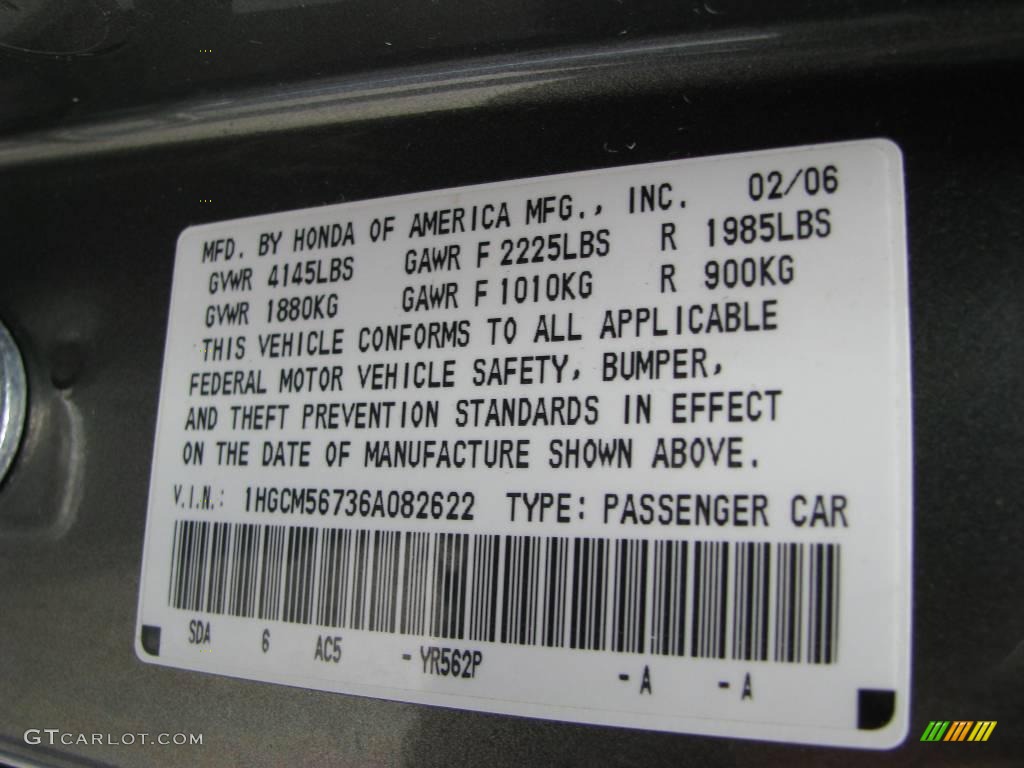 MFD. BY HONDA OF AMERICA MFG., INC. 02/06
GVWR 4145LBS GAWR F 2225LBS R 1985LBS
GVWR 1880KG GAWR F 1010KG R 900KG
THIS VEHICLE CONFORMS TO ALL APPLICABLE
FEDERAL MOTOR VEHICLE SAFETY, BUMPER,
AND THEFT PREVENTION STANDARDS IN EFFECT
ON THE DATE OF MANUFACTURE SHOWN ABOVE.
V.I.N.: 1HGCM56736A082622 TYPE: PASSENGER CAR
SDA 6 AC5 -YR562P -A -A
GTCARLOT.COM